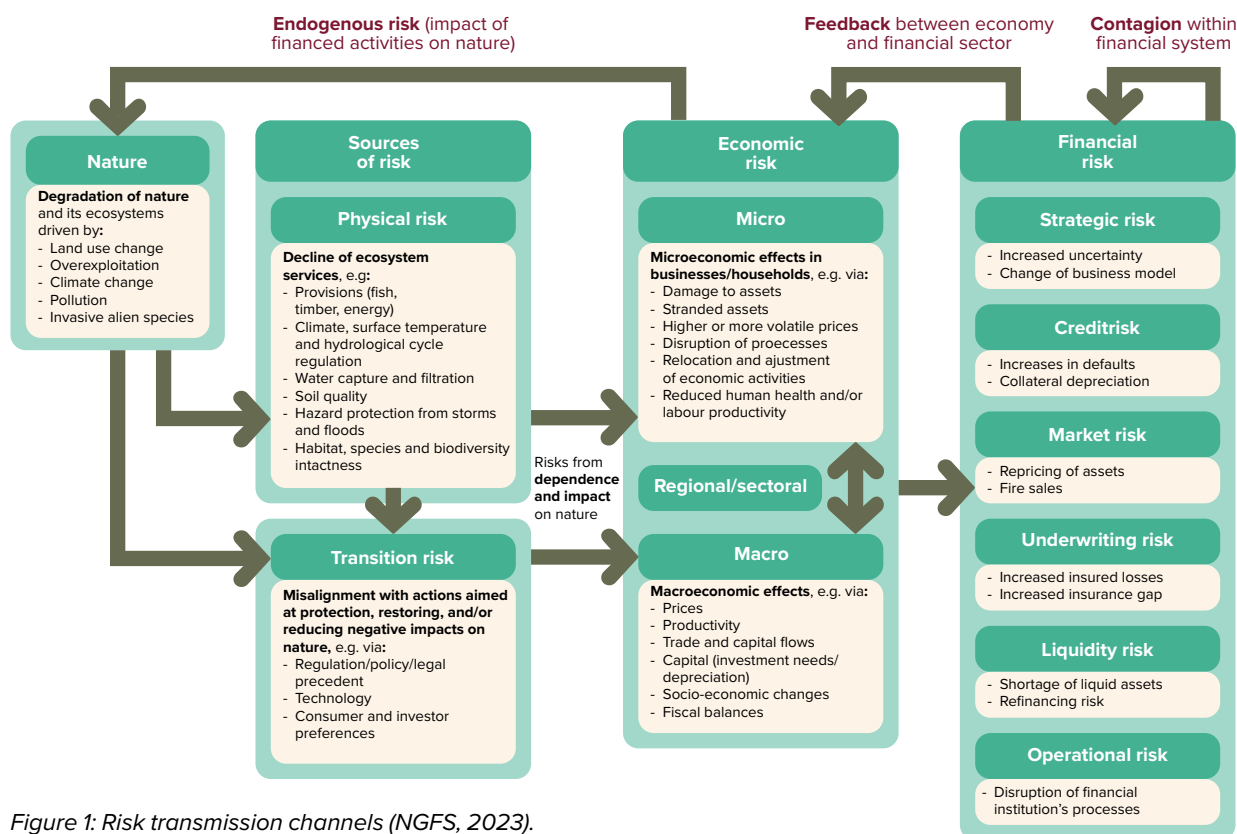 Endogenous risk (impact of
financed activities on nature)
Feedback between economy
and financial sector
Contagion within
financial system
Nature
Degradation of nature
and its ecosystems
driven by:
- Land use change
- Overexploitation
- Climate change
- Pollution
- Invasive alien species
Sources
of risk
Physical risk
Decline of ecosystem
services, e.g:
- Provisions (fish,
timber, energy)
- Climate, surface temperature
and hydrological cycle
regulation
- Water capture and filtration
- Soil quality
- Hazard protection from storms
and floods
- Habitat, species and biodiversity
intactness
Transition risk
Misalignment with actions aimed
at protection, restoring, and/or
reducing negative impacts on
nature, e.g. via:
- Regulation/policy/legal
precedent
- Technology
- Consumer and investor
preferences
Risks from
dependence
and impact
on nature
Economic
risk
Micro
Microeconomic effects in
businesses/households, e.g. via:
- Damage to assets
- Stranded assets
- Higher or more volatile prices
- Disruption of proecesses
- Relocation and ajustment
of economic activities
- Reduced human health and/or
labour productivity
Regional/sectoral
Macro
Macroeconomic effects, e.g. via:
- Prices
- Productivity
- Trade and capital flows
- Capital (investment needs/
depreciation)
- Socio-economic changes
- Fiscal balances
Financial
risk
Strategic risk
- Increased uncertainty
- Change of business model
Creditrisk
- Increases in defaults
- Collateral depreciation
Market risk
- Repricing of assets
- Fire sales
Underwriting risk
- Increased insured losses
- Increased insurance gap
Liquidity risk
- Shortage of liquid assets
- Refinancing risk
Operational risk
- Disruption of financial
institution's processes
Figure 1: Risk transmission channels (NGFS, 2023).